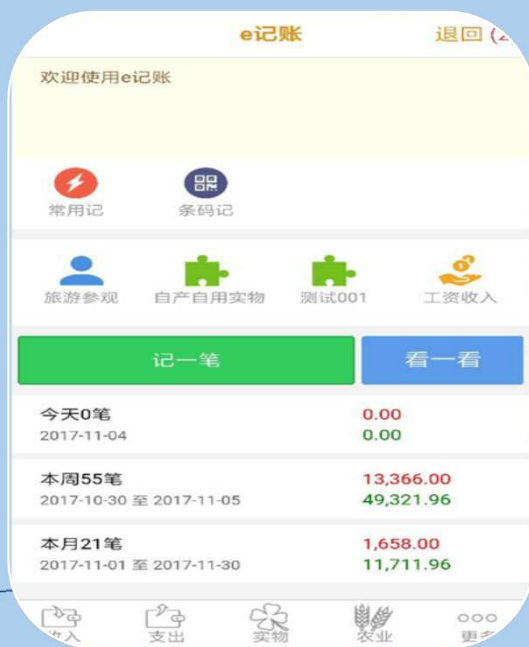 e记账 退回 (2
欢迎使用e记账
常用记 条码记
旅游参观 自产自用实物 测试001 工资收入
记一笔 看一看
今天0笔 0.00
2017-11-04 0.00
本周55笔 13,366.00
2017-10-30 至 2017-11-05 49,321.96
本月21笔 1,658.00
2017-11-01 至 2017-11-30 11,711.96
收入 支出 实物 农业 更多